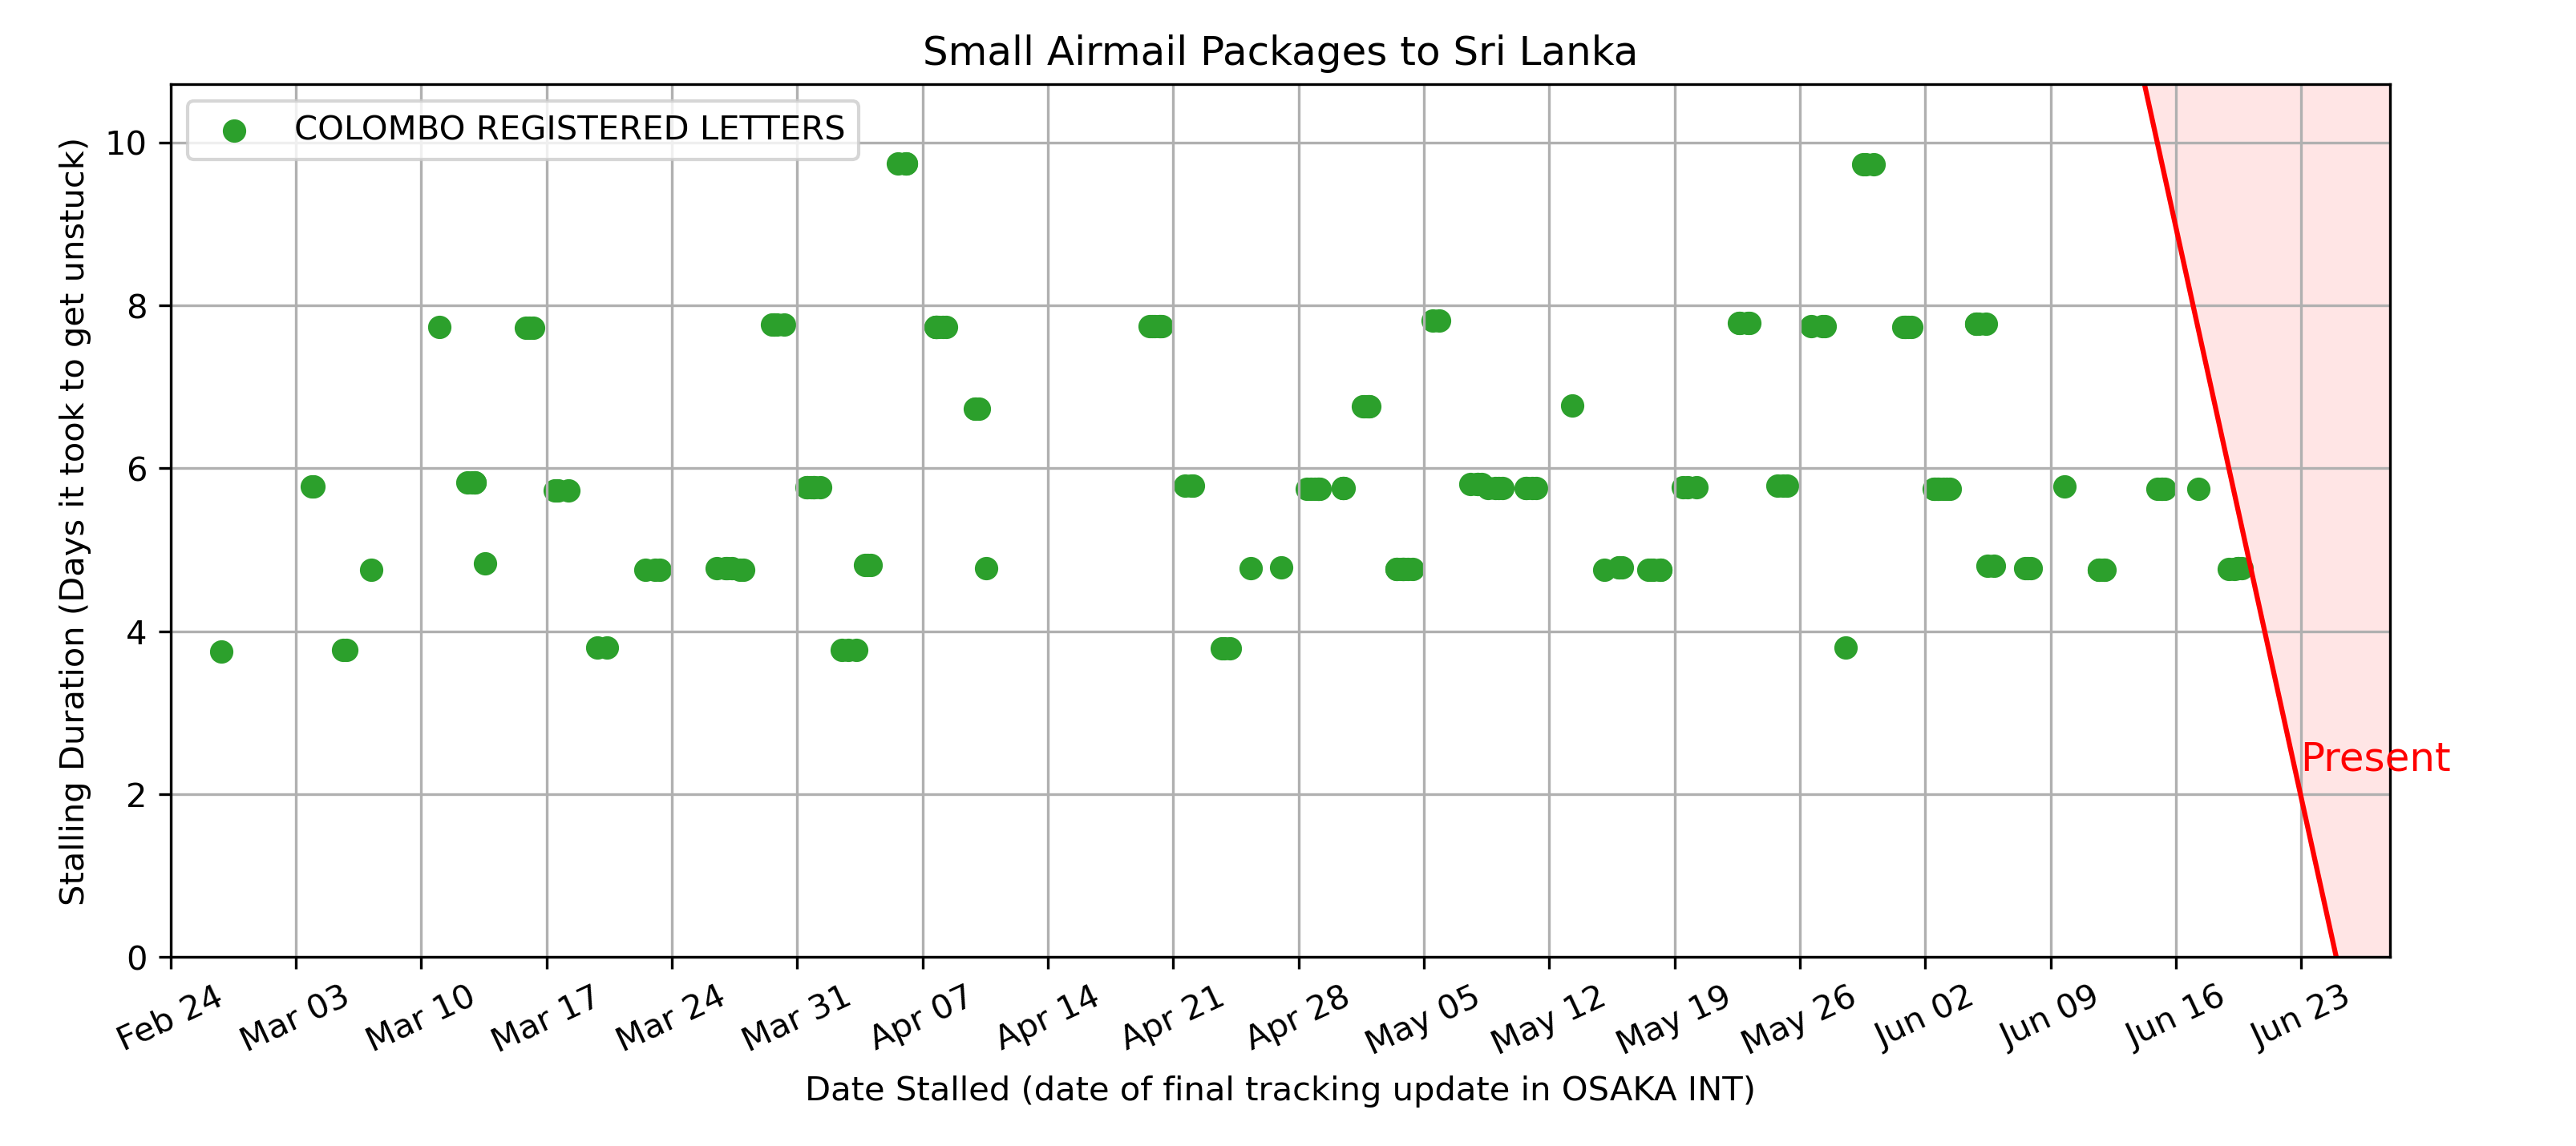 Small Airmail Packages to Sri Lanka
COLOMBO REGISTERED LETTERS
Stalling Duration (Days it took to get unstuck)
10
8
6
4
2
0
Present
Feb 24
Mar 03
Mar 10
Mar 17
Mar 24
Mar 31
Apr 07
Apr 14
Apr 21
Apr 28
May 05
May 12
May 19
May 26
Jun 02
Jun 09
Jun 16
Jun 23
Date Stalled (date of final tracking update in OSAKA INT)